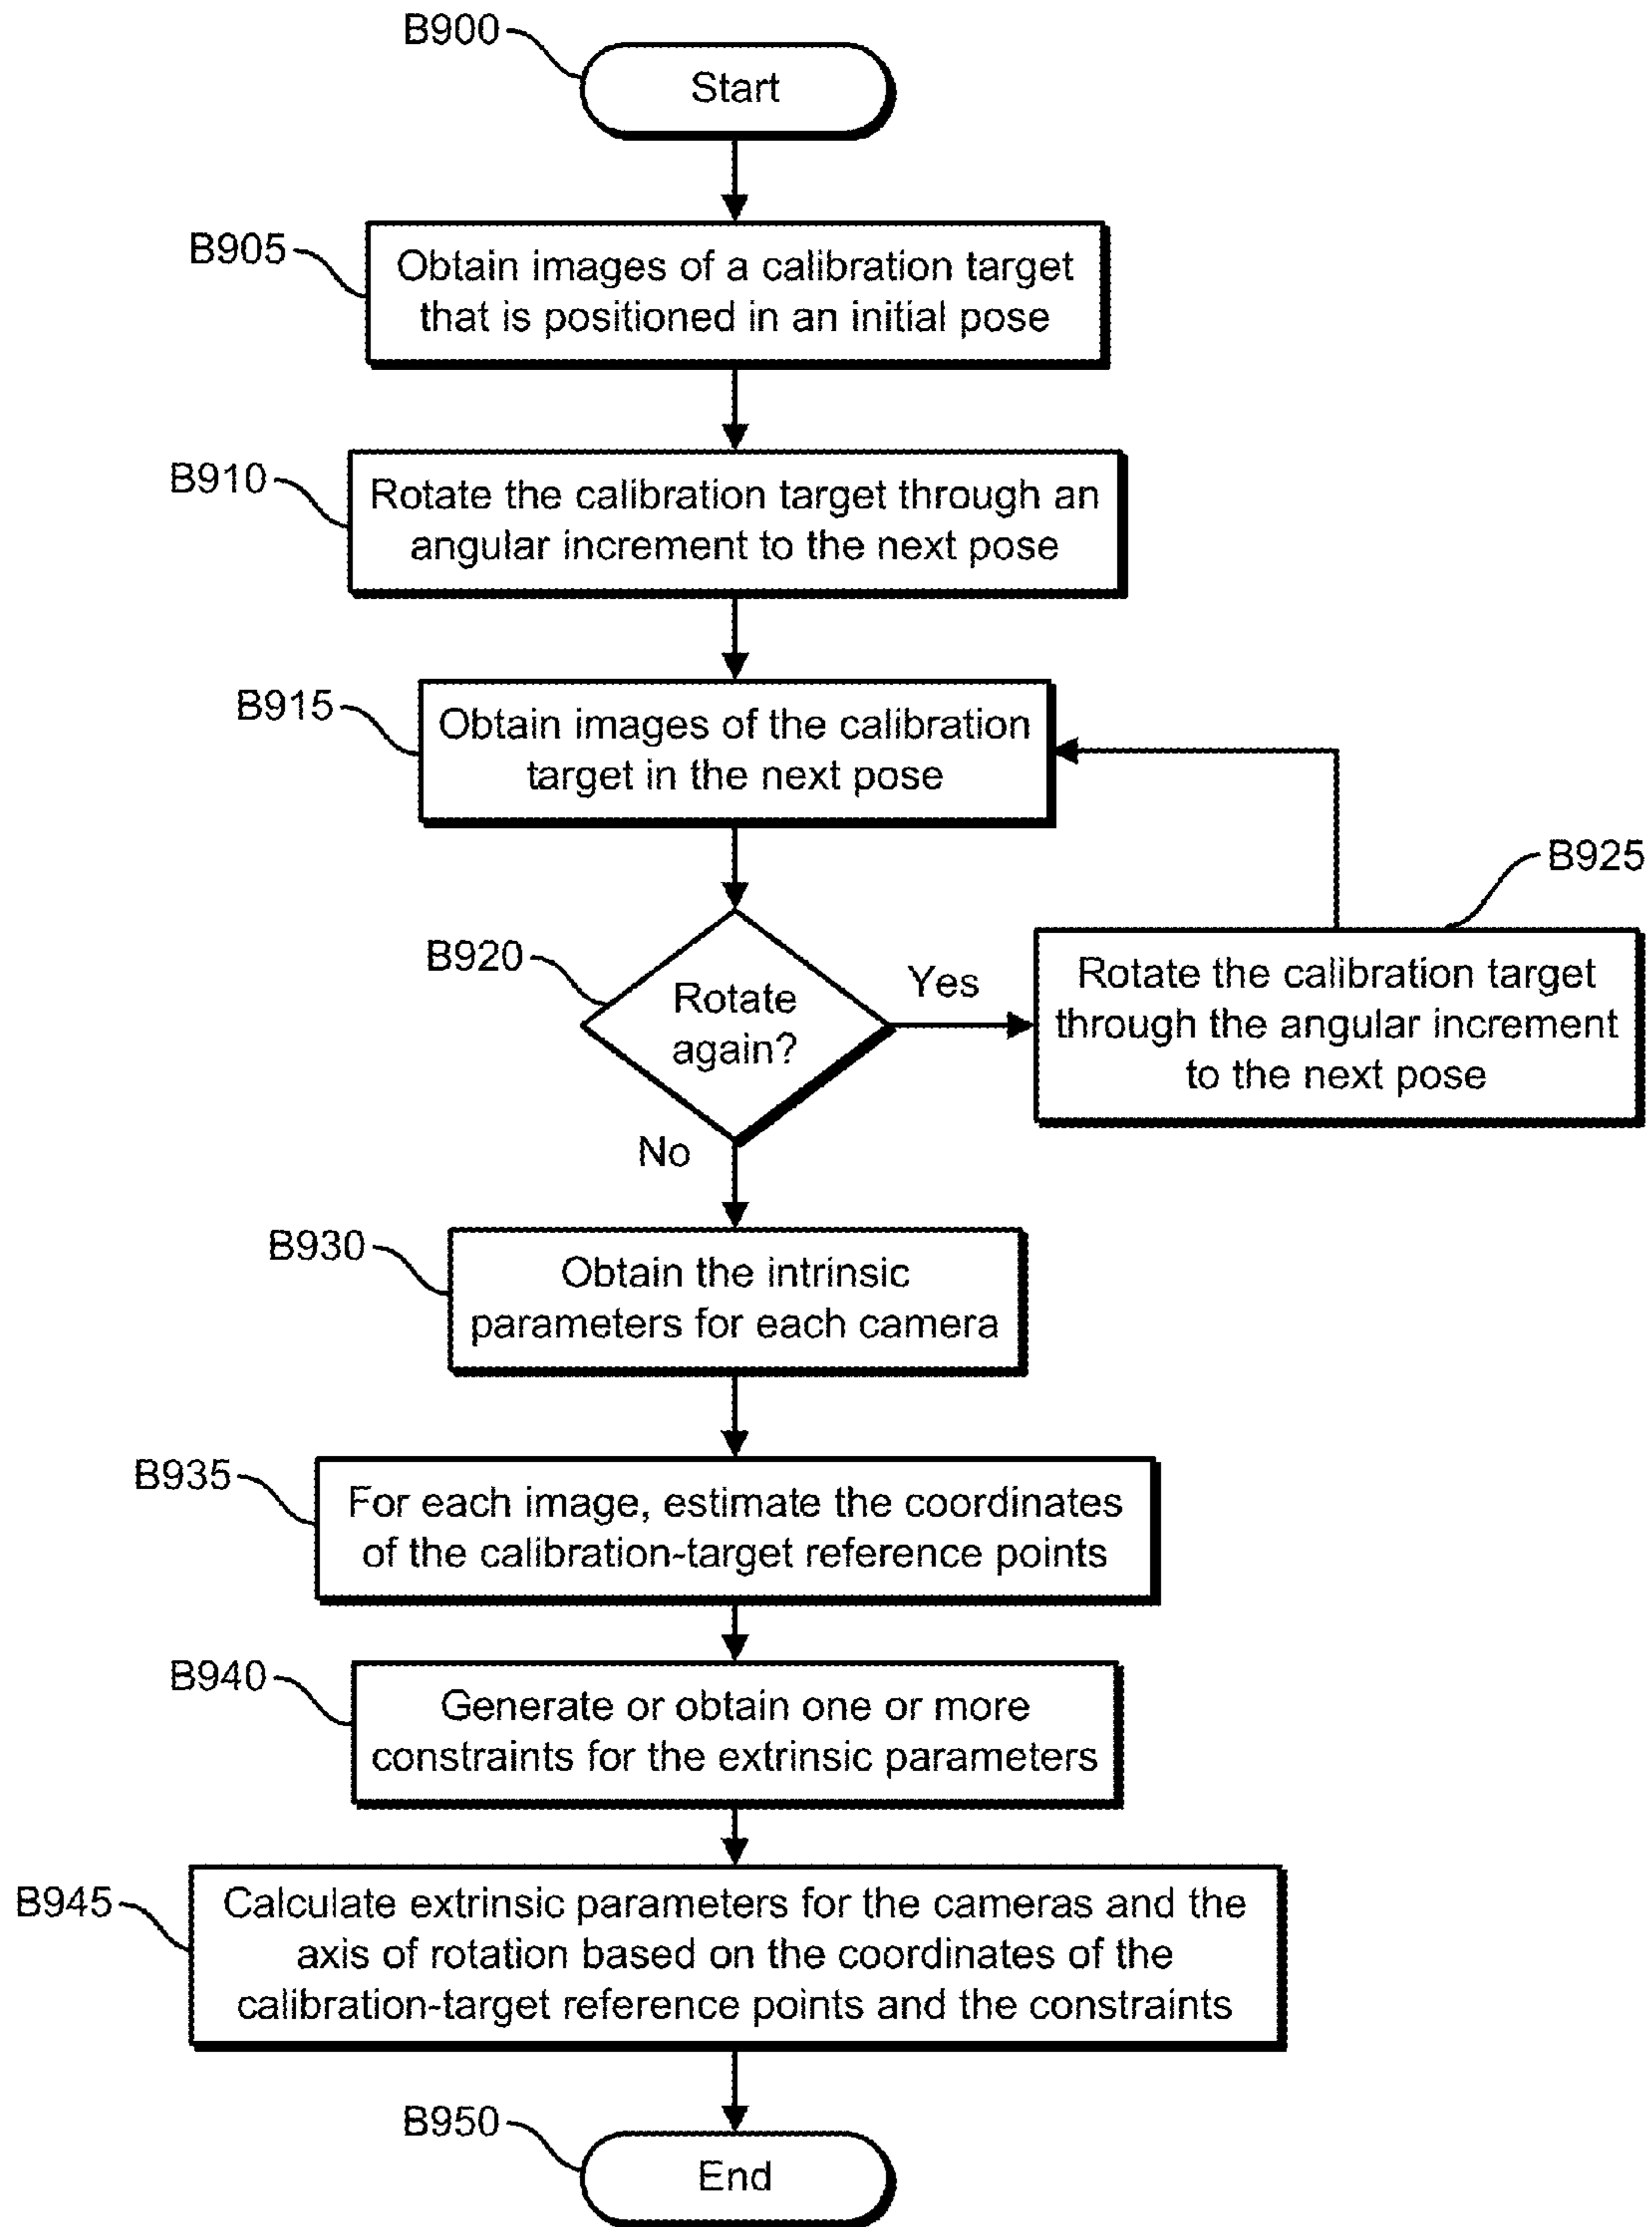 B900
Start
B905
Obtain images of a calibration target
that is positioned in an initial pose
B910
Rotate the calibration target through an
angular increment to the next pose
B915
Obtain images of the calibration
target in the next pose
B920
Rotate
again?
Yes
B925
Rotate the calibration target
through the angular increment
to the next pose
No
B930
Obtain the intrinsic
parameters for each camera
B935
For each image, estimate the coordinates
of the calibration-target reference points
B940
Generate or obtain one or more
constraints for the extrinsic parameters
B945
Calculate extrinsic parameters for the cameras and the
axis of rotation based on the coordinates of the
calibration-target reference points and the constraints
B950
End